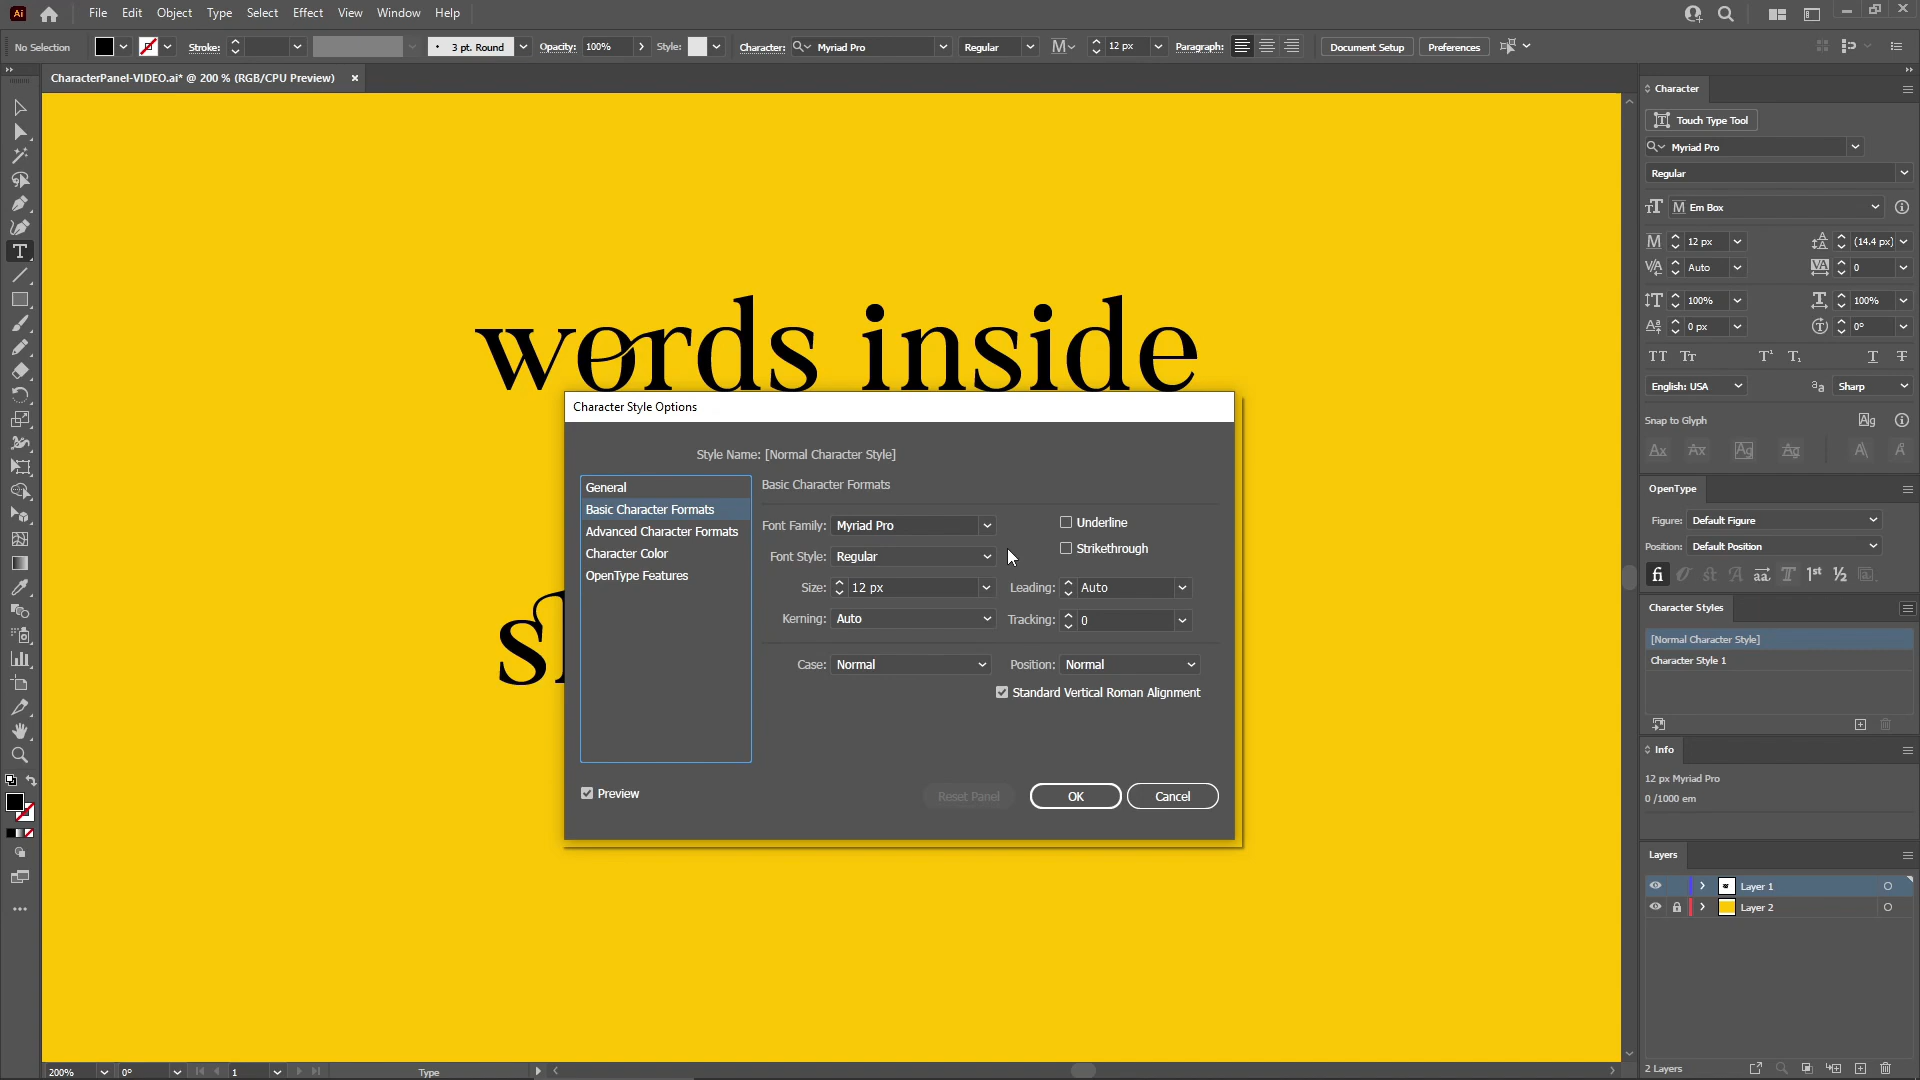 Ai File Edit Object Type Select Effect View Window Help
No Selection Stroke: 3 pt. Round Opacity: 100% Style: Character: Myriad Pro Regular 12 px Paragraph: Document Setup Preferences
CharacterPanel-VIDEO.ai* @ 200 % (RGB/CPU Preview) ×
words inside
Character Style Options
Style Name: [Normal Character Style]
General
Basic Character Formats
Advanced Character Formats
Character Color
OpenType Features
Basic Character Formats
Font Family: Myriad Pro
Underline
Font Style: Regular
Strikethrough
Size: 12 px
Leading: Auto
Kerning: Auto
Tracking: 0
Case: Normal
Position: Normal
Standard Vertical Roman Alignment
Preview
Reset Panel OK Cancel
Character
Touch Type Tool
Myriad Pro
Regular
Em Box
12 px (14.4 px)
Auto 0
100% 100%
0 px 0°
English: USA Sharp
Snap to Glyph
OpenType
Figure: Default Figure
Position: Default Position
Character Styles
[Normal Character Style]
Character Style 1
Info
12 px Myriad Pro
0 /1000 em
Layers
Layer 1
Layer 2
2 Layers
200% 0° 1 Type